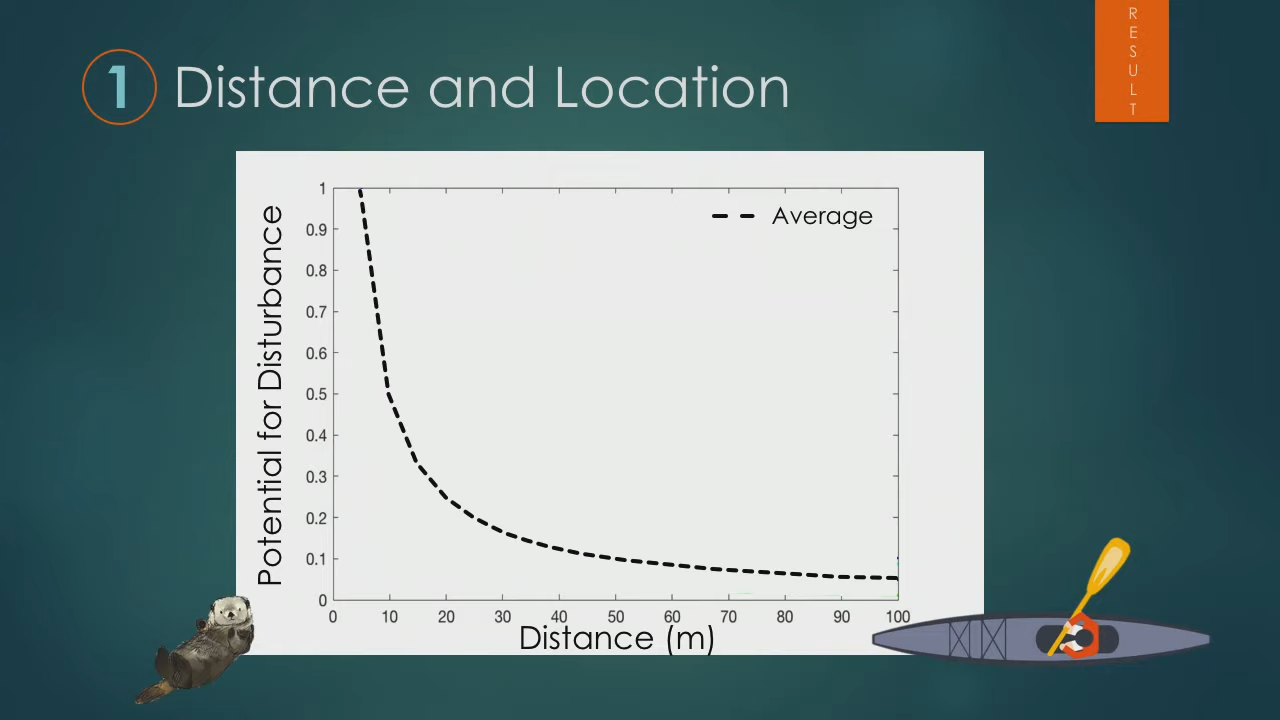 1 Distance and Location
RESULT
Potential for Disturbance
1
0.9
0.8
0.7
0.6
0.5
0.4
0.3
0.2
0.1
0
Average
0 10 20 30 40 50 60 70 80 90 100
Distance (m)